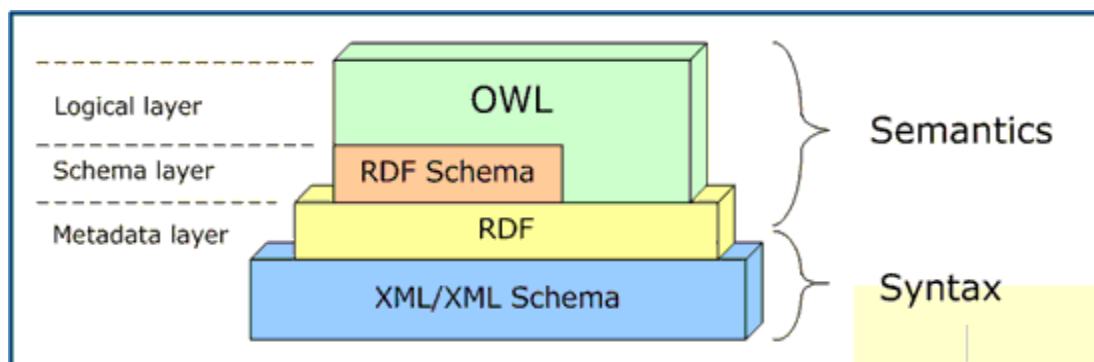 Logical layer
OWL
Semantics
Schema layer
RDF Schema
Metadata layer
RDF
XML/XML Schema
Syntax